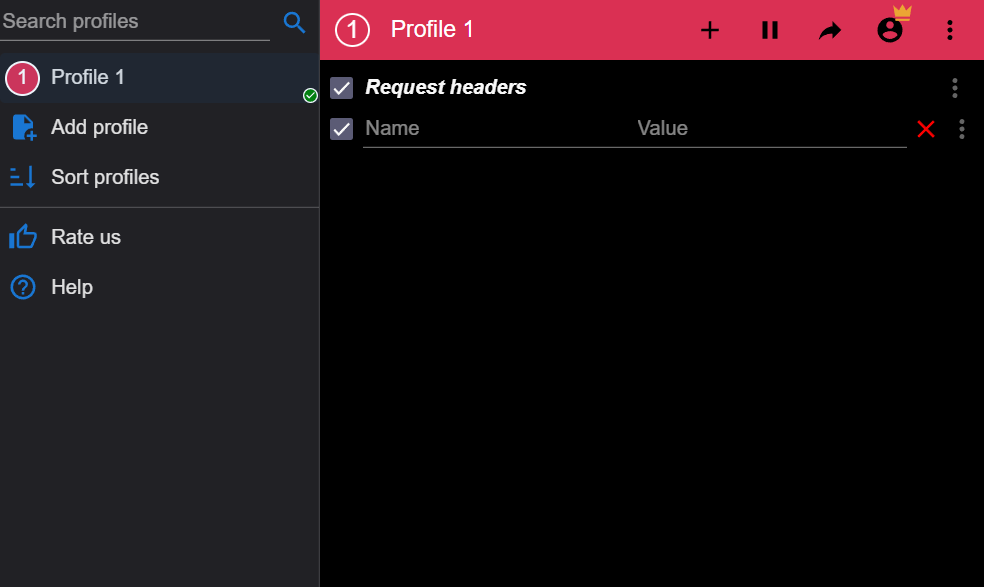 Search profiles
1 Profile 1
Add profile
Sort profiles
Rate us
Help
1 Profile 1
Request headers
Name Value